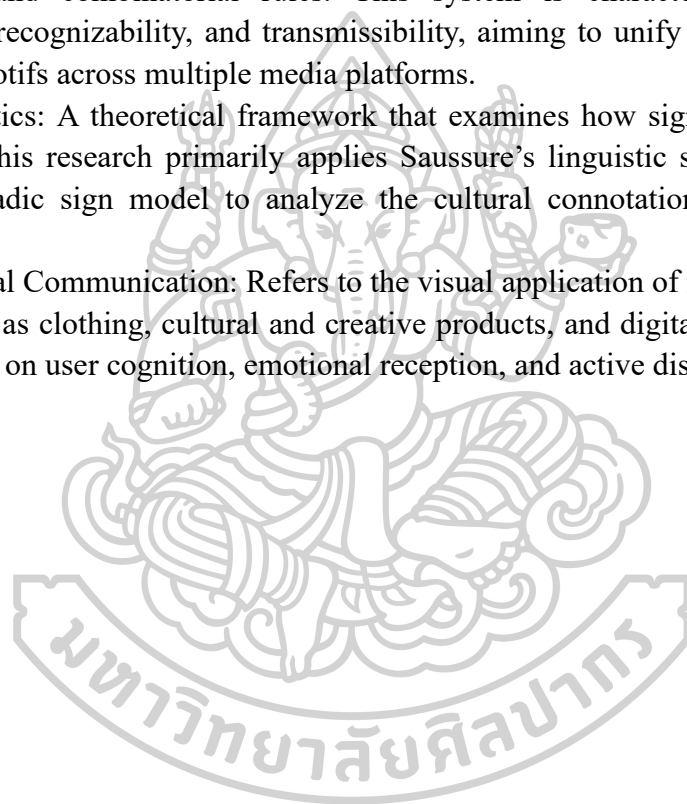 and combinatorial rules. This system is characte
recognizability, and transmissibility, aiming to unify
otifs across multiple media platforms.
tics: A theoretical framework that examines how sig
his research primarily applies Saussure’s linguistic s
adic sign model to analyze the cultural connotation
al Communication: Refers to the visual application of
as clothing, cultural and creative products, and digita
on user cognition, emotional reception, and active dis
มหาวิทยาลัยศิลปากร